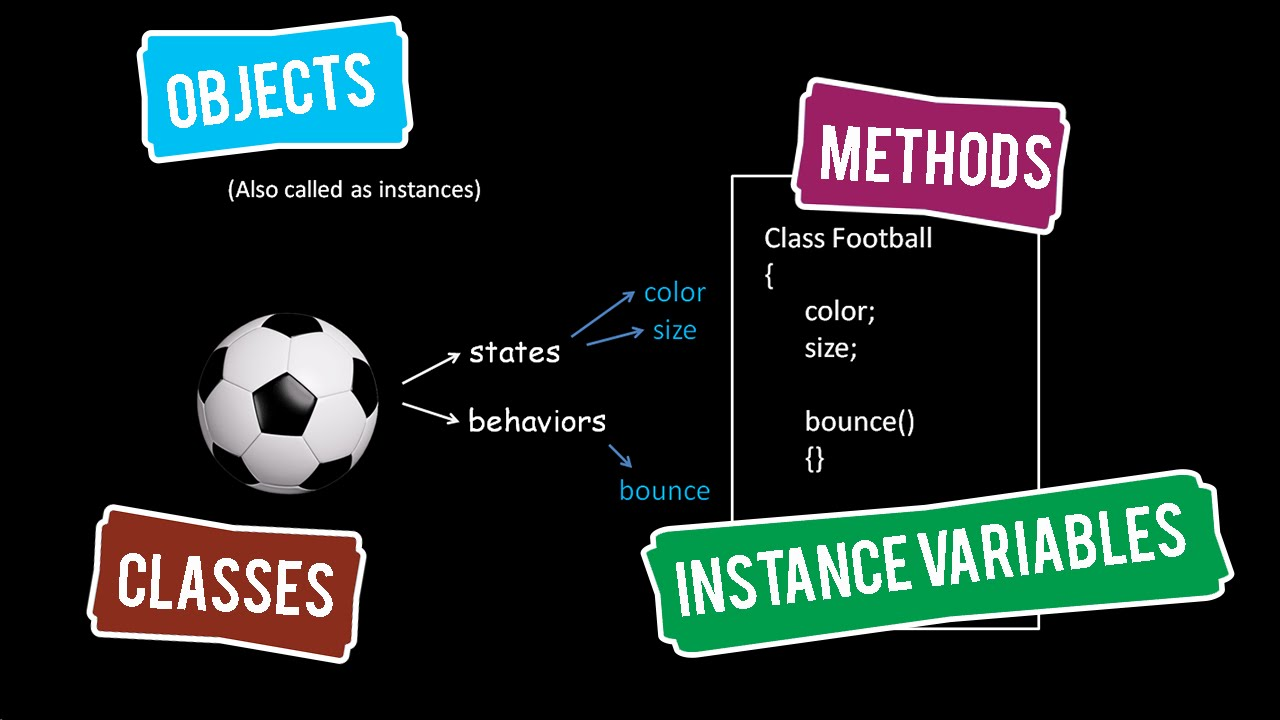 OBJECTS
(Also called as instances)
METHODS
Class Football
{
color;
size;
bounce()
{}
color
size
states
behaviors
bounce
CLASSES
INSTANCE VARIABLES